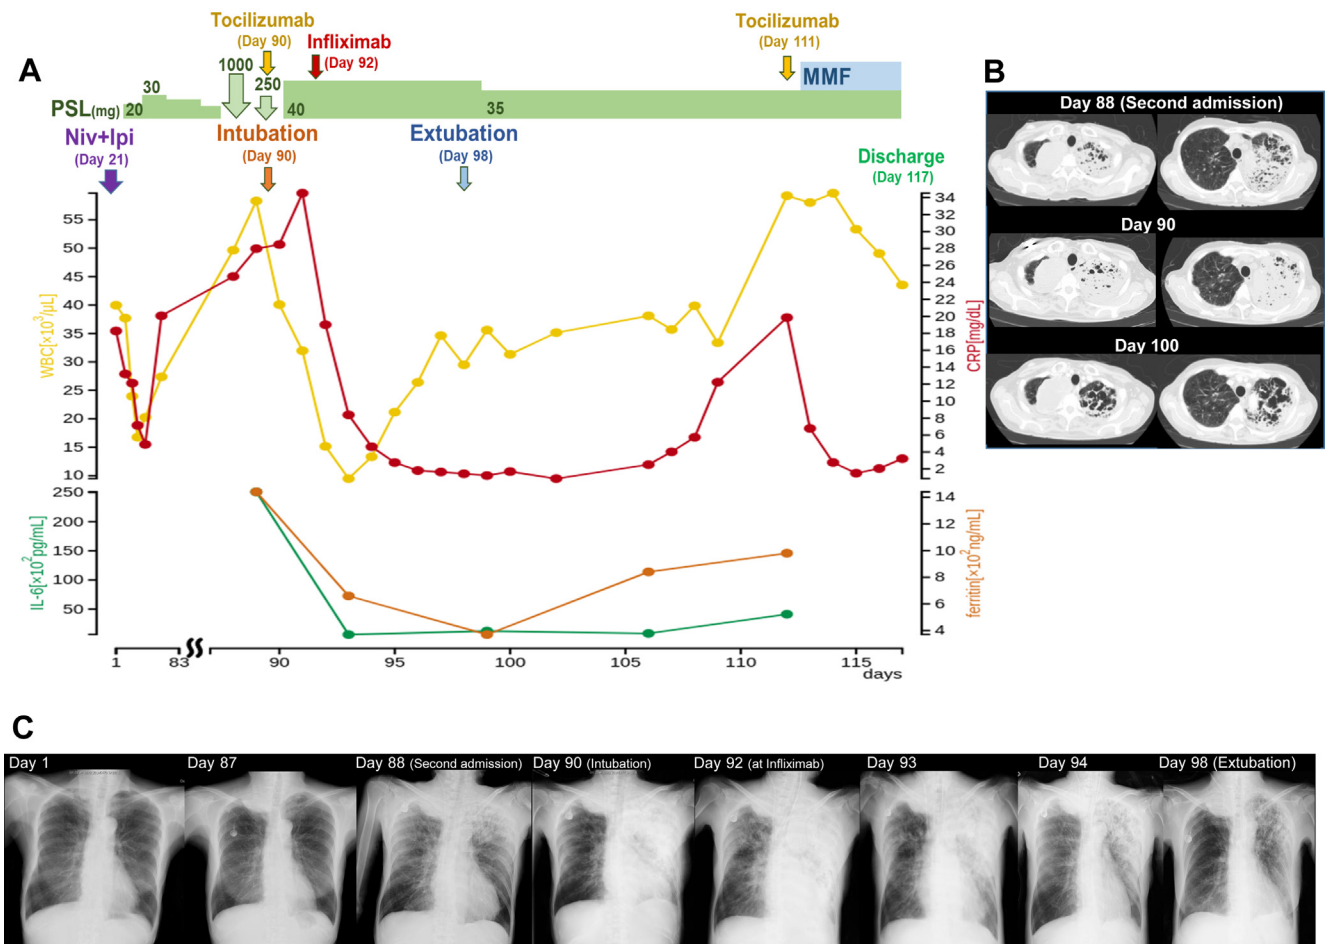 A
Tocilizumab
(Day 90)
Infliximab
(Day 92)
Tocilizumab
(Day 111)
MMF
1000
250
30
PSL(mg)
20
40
35
Niv+Ipi
(Day 21)
Intubation
(Day 90)
Extubation
(Day 98)
Discharge
(Day 117)
WBC[×10³/μL]
55
50
45
40
35
30
25
20
15
10
CRP[mg/dL]
34
32
30
28
26
24
22
20
18
16
14
12
10
8
6
4
2
IL-6[×10²pg/mL]
250
200
150
100
50
ferritin[×10²ng/mL]
14
12
10
8
6
4
1
83
90
95
100
105
110
115
days
B
Day 88 (Second admission)
Day 90
Day 100
C
Day 1
Day 87
Day 88 (Second admission)
Day 90 (Intubation)
Day 92 (at Infliximab)
Day 93
Day 94
Day 98 (Extubation)